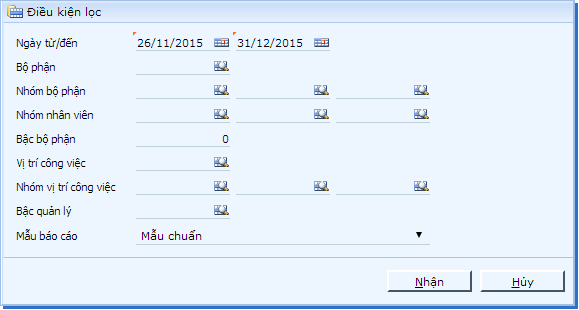 Điều kiện lọc
Ngày từ/đến 26/11/2015 31/12/2015
Bộ phận
Nhóm bộ phận
Nhóm nhân viên
Bậc bộ phận 0
Vị trí công việc
Nhóm vị trí công việc
Bậc quản lý
Mẫu báo cáo Mẫu chuẩn
Nhận Hủy